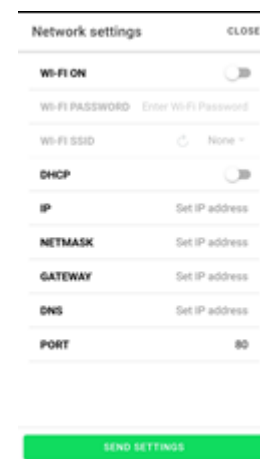 Network settings CLOSE
WI-FI ON
WI-FI PASSWORD Enter Wi-Fi Password
WI-FI SSID None
DHCP
IP Set IP address
NETMASK Set IP address
GATEWAY Set IP address
DNS Set IP address
PORT 80
SEND SETTINGS